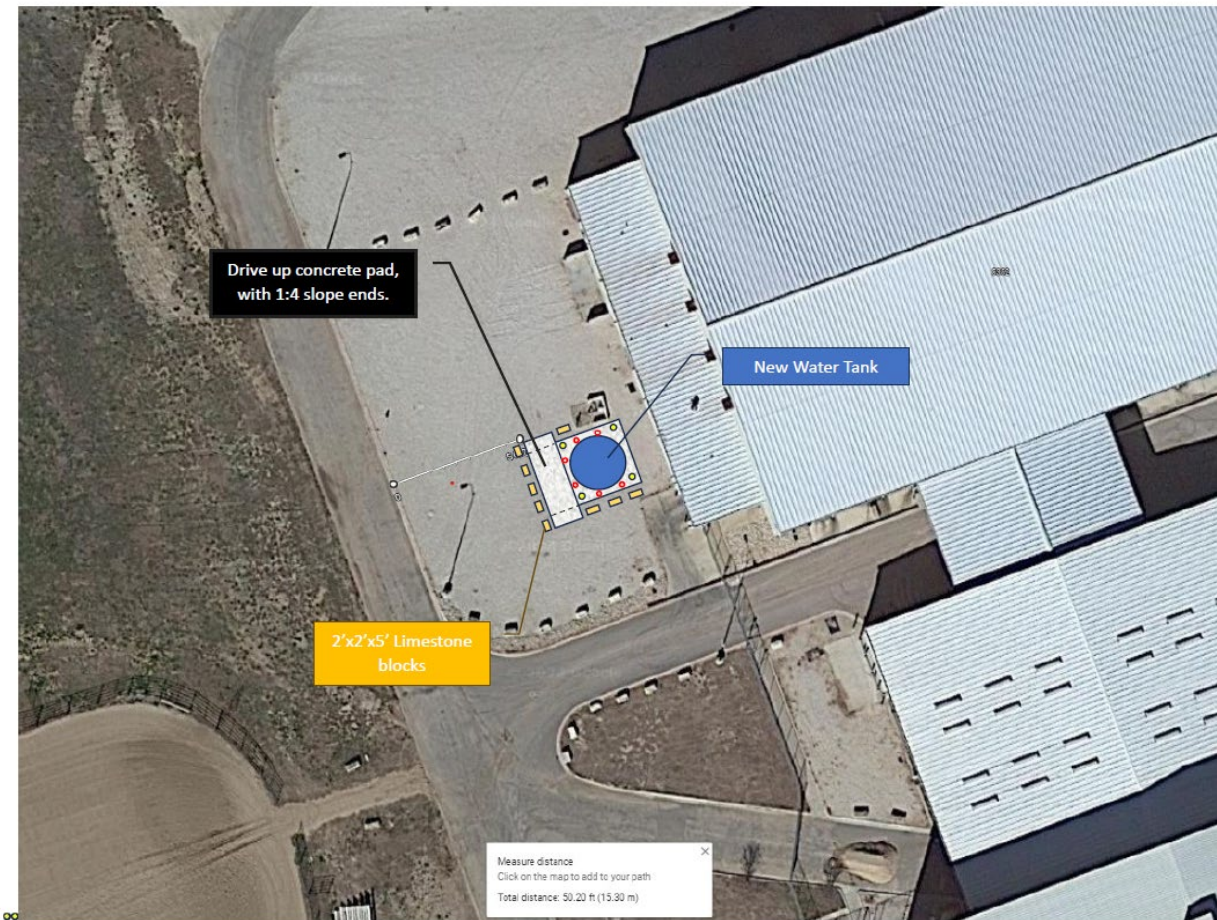 Drive up concrete pad,
with 1:4 slope ends.
New Water Tank
2'x2'x5' Limestone
blocks
Measure distance
Click on the map to add to your path
Total distance: 50.20 ft (15.30 m)